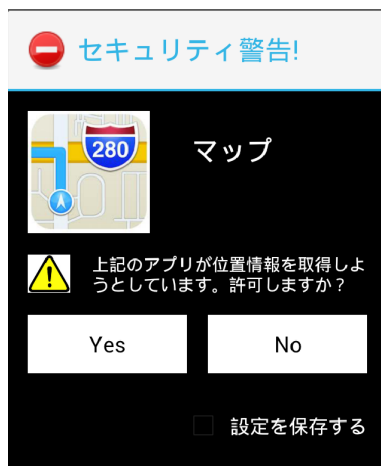 セキュリティ警告!
280
マップ
上記のアプリが位置情報を取得しよ
うとしています。許可しますか？
Yes
No
設定を保存する